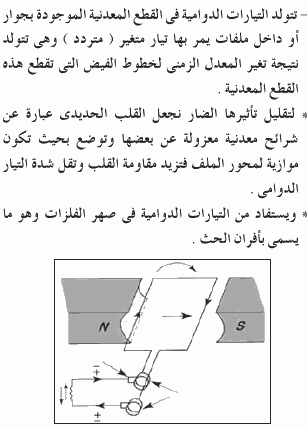 – تتولد التيارات الدوامية فى القطع المعدنية الموجودة بجوار
أو داخل ملفات يمر بها تيار متغير ( متردد ) وهى تتولد
نتيجة تغير المعدل الزمنى لخطوط الفيض التى تقطع هذه
القطع المعدنية .
* لتقليل تأثيرها الضار نجعل القلب الحديدى عبارة عن
شرائح معدنية معزولة عن بعضها وتوضع بحيث تكون
موازية لمحور الملف فتزيد مقاومة القلب وتقل شدة التيار
الدوامى .
* ويستفاد من التيارات الدوامية فى صهر الفلزات وهو ما
يسمى بأفران الحث .
N S
±
±